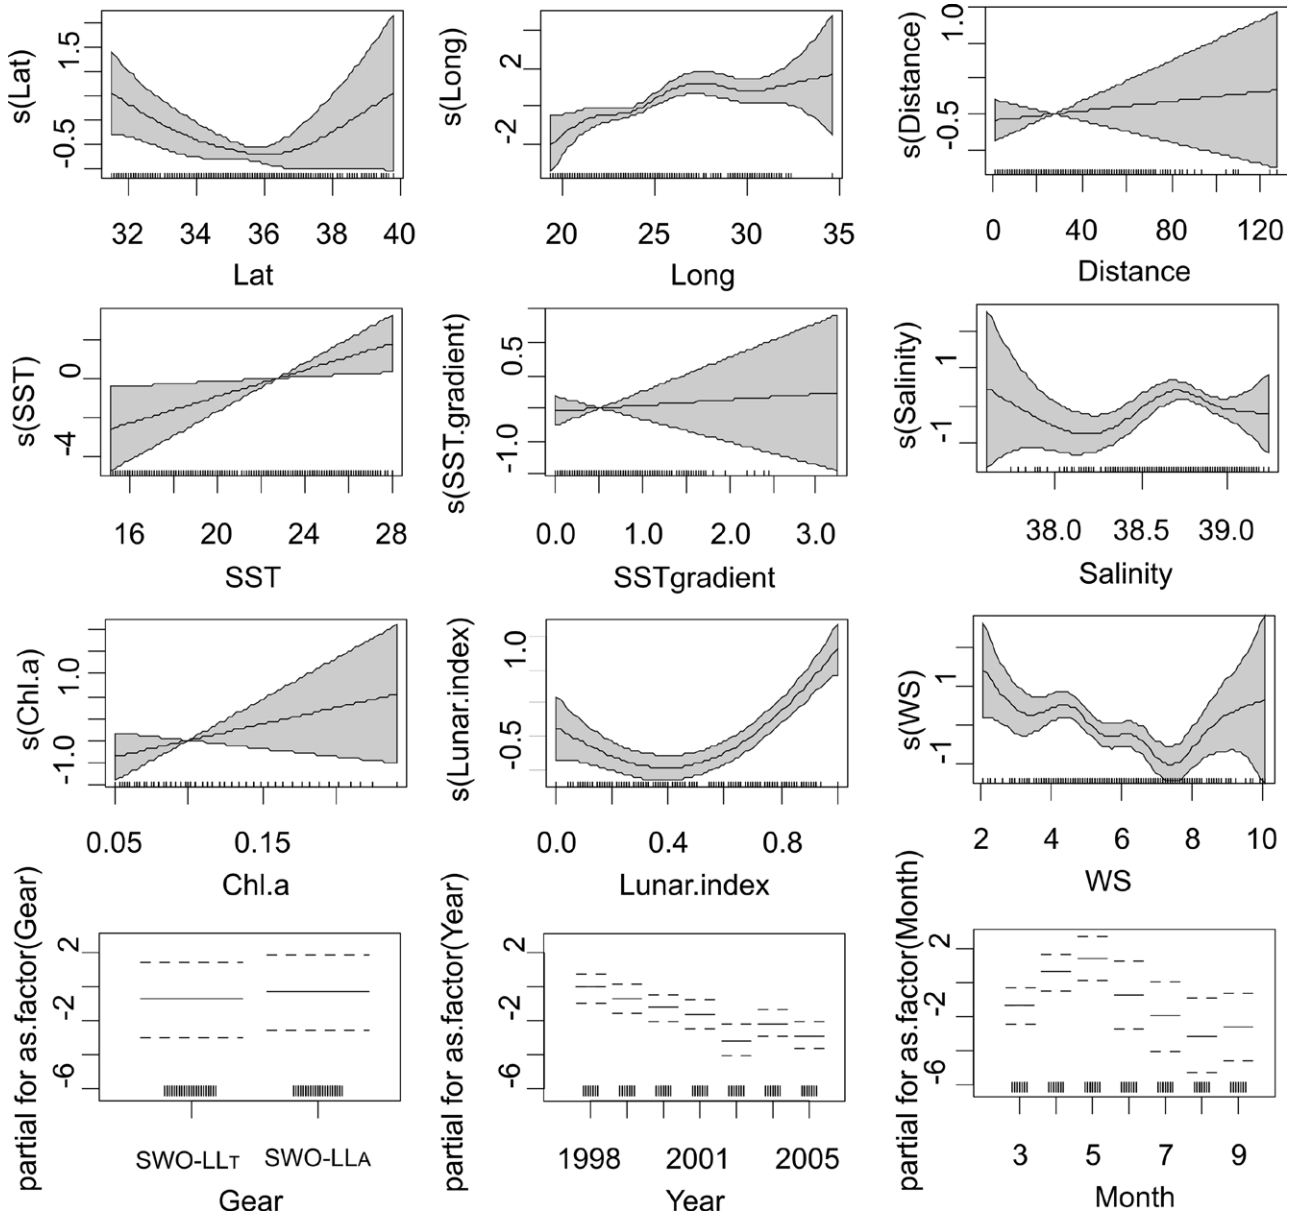 s(Lat)
1.5
-0.5
32 34 36 38 40
Lat
s(Long)
2
-2
20 25 30 35
Long
s(Distance)
1.0
-0.5
0 40 80 120
Distance
s(SST)
0
-4
16 20 24 28
SST
s(SST.gradient)
0.5
-1.0
0.0 1.0 2.0 3.0
SSTgradient
s(Salinity)
1
-1
38.0 38.5 39.0
Salinity
s(Chl.a)
1.0
-1.0
0.05 0.15
Chl.a
s(Lunar.index)
1.0
-0.5
0.0 0.4 0.8
Lunar.index
s(WS)
1
-1
2 4 6 8 10
WS
partial for as.factor(Gear)
2
-2
-6
SWO-LLT SWO-LLA
Gear
partial for as.factor(Year)
2
-2
-6
1998 2001 2005
Year
partial for as.factor(Month)
2
-2
-6
3 5 7 9
Month